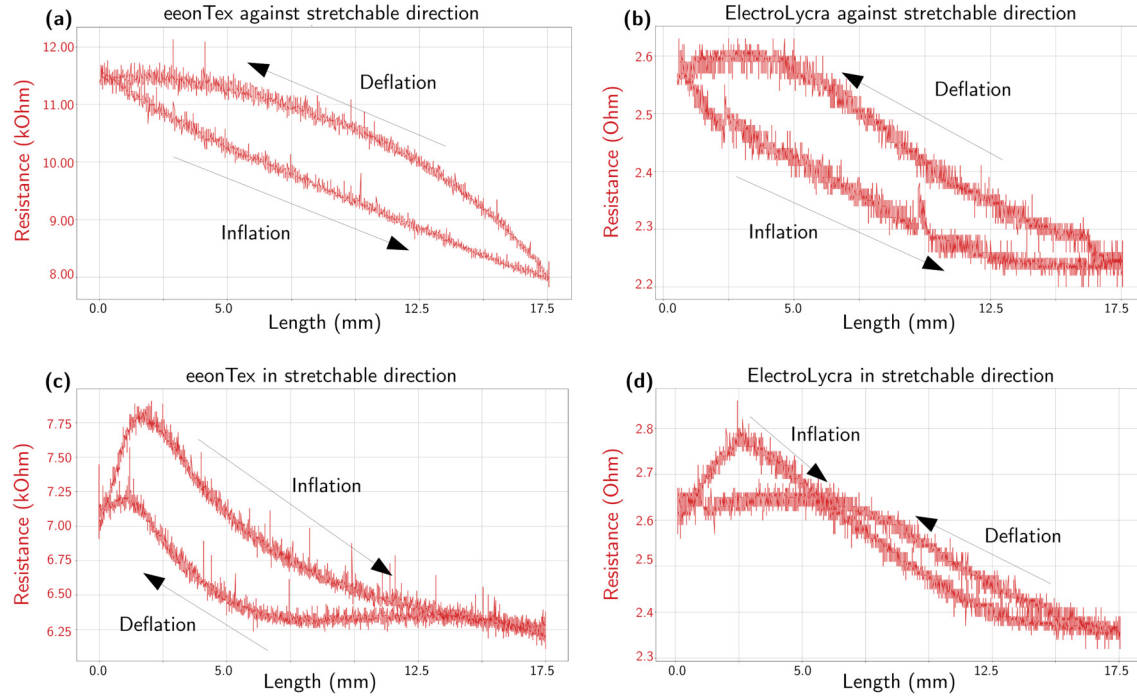 (a)
eeonTex against stretchable direction
12.00
11.00
10.00
9.00
8.00
Resistance (kOhm)
Deflation
Inflation
0.0 5.0 12.5 17.5
Length (mm)
(b)
ElectroLycra against stretchable direction
2.6
2.5
2.4
2.3
2.2
Resistance (Ohm)
Deflation
Inflation
0.0 5.0 12.5 17.5
Length (mm)
(c)
eeonTex in stretchable direction
7.75
7.50
7.25
7.00
6.75
6.50
6.25
Resistance (kOhm)
Inflation
Deflation
0.0 5.0 12.5 17.5
Length (mm)
(d)
ElectroLycra in stretchable direction
2.8
2.7
2.6
2.5
2.4
2.3
Resistance (Ohm)
Inflation
Deflation
0.0 5.0 12.5 17.5
Length (mm)